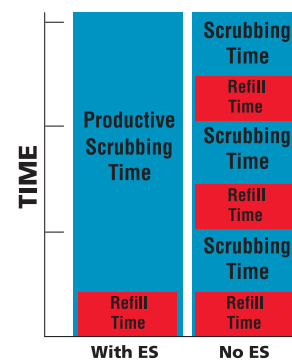 TIME
Productive
Scrubbing
Time
Refill
Time
With ES
Scrubbing
Time
Refill
Time
Scrubbing
Time
Refill
Time
Scrubbing
Time
Refill
Time
No ES